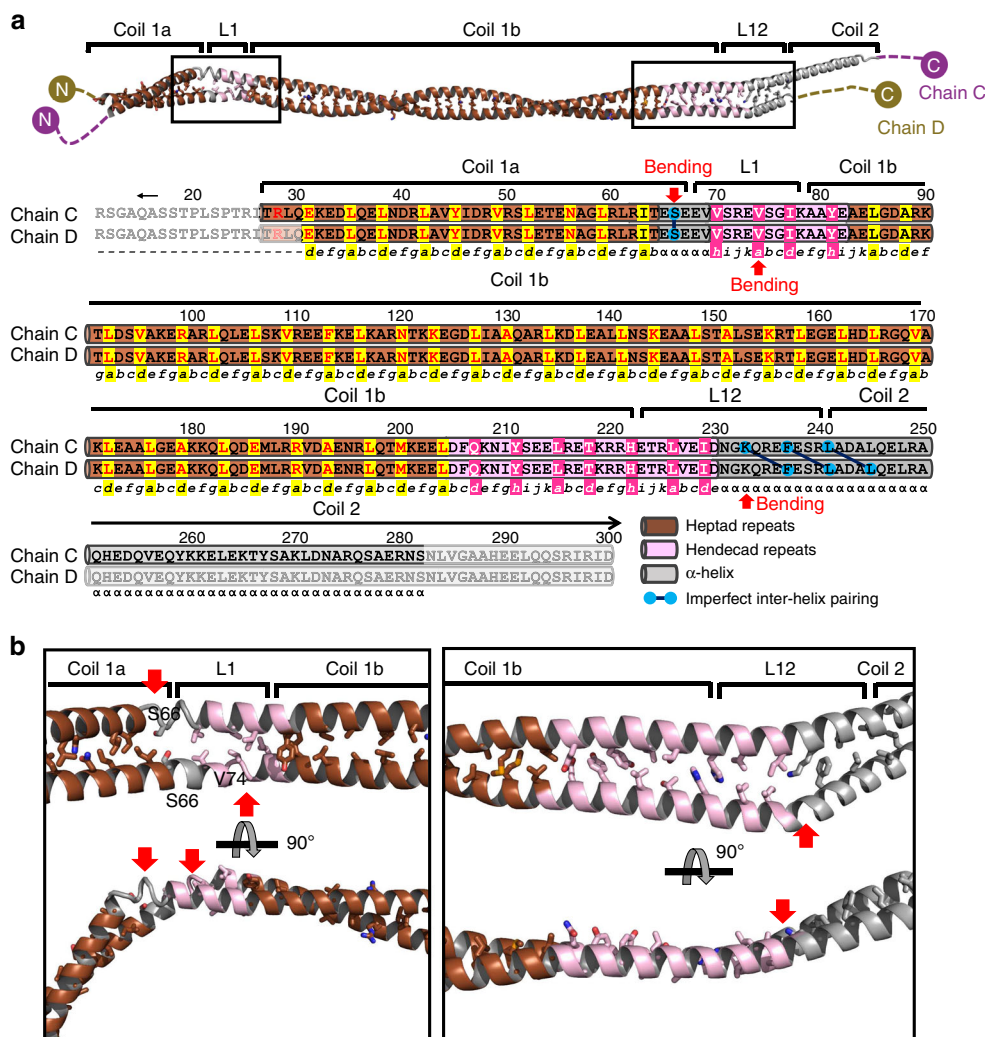 a
Coil 1a L1 Coil 1b L12 Coil 2
N C
N C Chain C
Chain D
Coil 1a Bending L1 Coil 1b
20 30 40 50 60 70 80 90
Chain C RSGAQASSTPLSPTRITRLQEKEDLQELNDRLAVYIDRVRSLETENAGLRLRITESEEVVSREVSGIKAAYEAELGDARK
Chain D RSGAQASSTPLSPTRITRLQEKEDLQELNDRLAVYIDRVRSLETENAGLRLRITESEEVVSREVSGIKAAYEAELGDARK
defgabcdefgabcdefgabcdefgabcdefgaααααααhijkabcdefghijkabcdef
Bending
Coil 1b
100 110 120 130 140 150 160 170
Chain C TLDSVAKERARLQLELSKVREEFKELKARNTKKEGDLIAAQARLKDLEALLNSKEAALSTALSEKRTLEGELHDLRGQVA
Chain D TLDSVAKERARLQLELSKVREEFKELKARNTKKEGDLIAAQARLKDLEALLNSKEAALSTALSEKRTLEGELHDLRGQVA
gabcdefgabcdefgabcdefgabcdefgabcdefgabcdefgabcdefgabcdefgabcdefgabcdefgabcdefgab
Coil 1b L12 Coil 2
180 190 200 210 220 230 240 250
Chain C KLEAALGEAKKQLQDEMLRRVDAENRLQTMKEELDFQKNIYSEELRETKRRHETRLVEIDNGKQREFESRLADALQELRA
Chain D KLEAALGEAKKQLQDEMLRRVDAENRLQTMKEELDFQKNIYSEELRETKRRHETRLVEIDNGKQREFESRLADALQELRA
cdefgabcdefgabcdefgabcdefgabcdefgabcdefghijkabcdefghijkabcdeαααααααααααααααααααα
Bending
Coil 2
260 270 280 290 300
Chain C QHEDQVEQYKKELEKTYSAKLDNARQSAERNSNLVGAAHEELQQSRIRID
Chain D QHEDQVEQYKKELEKTYSAKLDNARQSAERNSNLVGAAHEELQQSRIRID
αααααααααααααααααααααααααααααααα
Heptad repeats
Hendecad repeats
α-helix
Imperfect inter-helix pairing
b
Coil 1a L1 Coil 1b
S66
V74
S66
90°
Coil 1b L12 Coil 2
90°